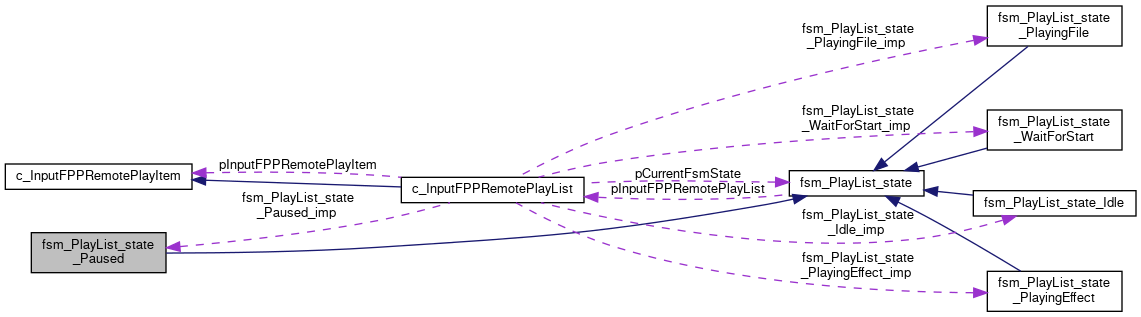 fsm_PlayList_state
_PlayingFile
fsm_PlayList_state
_PlayingFile_imp
fsm_PlayList_state
_WaitForStart_imp
fsm_PlayList_state
_WaitForStart
pInputFPPRemotePlayItem
c_InputFPPRemotePlayItem
pCurrentFsmState
pInputFPPRemotePlayList
c_InputFPPRemotePlayList
fsm_PlayList_state
fsm_PlayList_state_Idle
fsm_PlayList_state
_Paused_imp
fsm_PlayList_state
_Idle_imp
fsm_PlayList_state
_Paused
fsm_PlayList_state
_PlayingEffect_imp
fsm_PlayList_state
_PlayingEffect